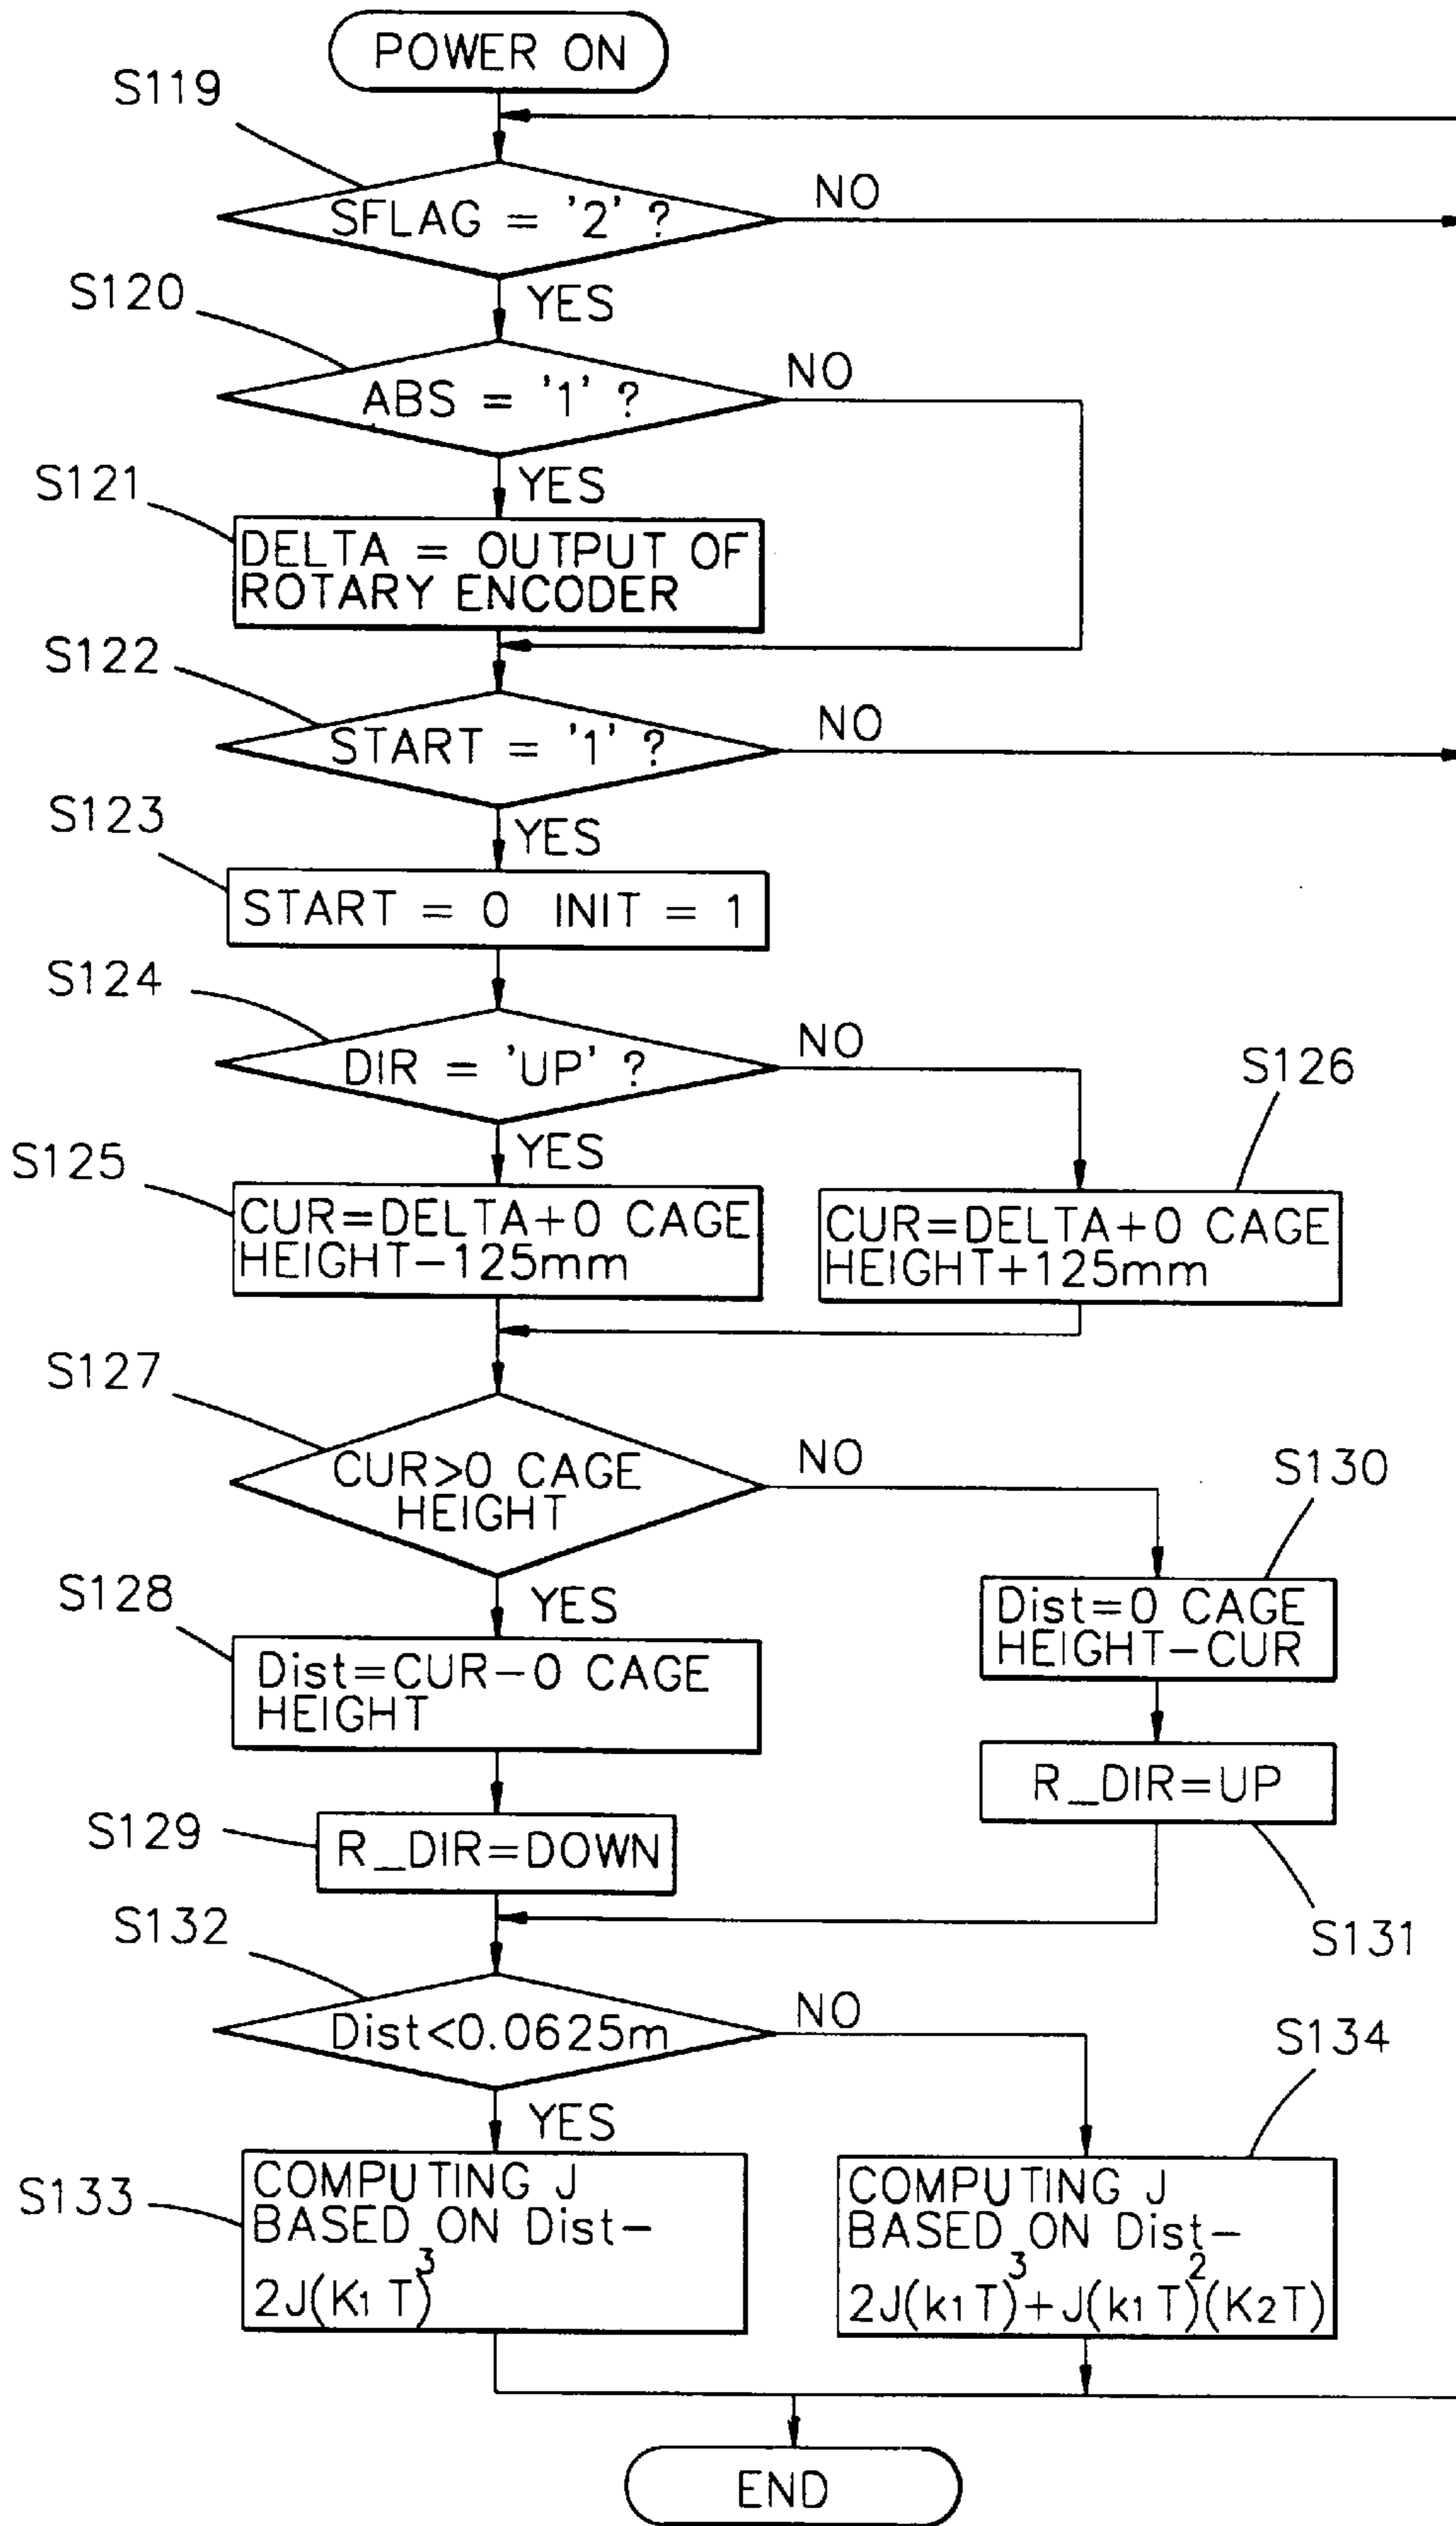 POWER ON
S119
SFLAG = '2' ?
NO
YES
S120
ABS = '1' ?
NO
YES
S121
DELTA = OUTPUT OF
ROTARY ENCODER
S122
START = '1' ?
NO
YES
S123
START = 0 INIT = 1
S124
DIR = 'UP' ?
NO
YES
S125
CUR=DELTA+0 CAGE
HEIGHT-125mm
S126
CUR=DELTA+0 CAGE
HEIGHT+125mm
S127
CUR>0 CAGE
HEIGHT
NO
YES
S128
Dist=CUR-0 CAGE
HEIGHT
S129
R_DIR=DOWN
S130
Dist=0 CAGE
HEIGHT-CUR
R_DIR=UP
S131
S132
Dist<0.0625m
NO
YES
S133
COMPUTING J
BASED ON Dist-
2J(K₁T)³
S134
COMPUTING J
BASED ON Dist-
2J(k₁T)³+J(k₁T)²(K₂T)
END